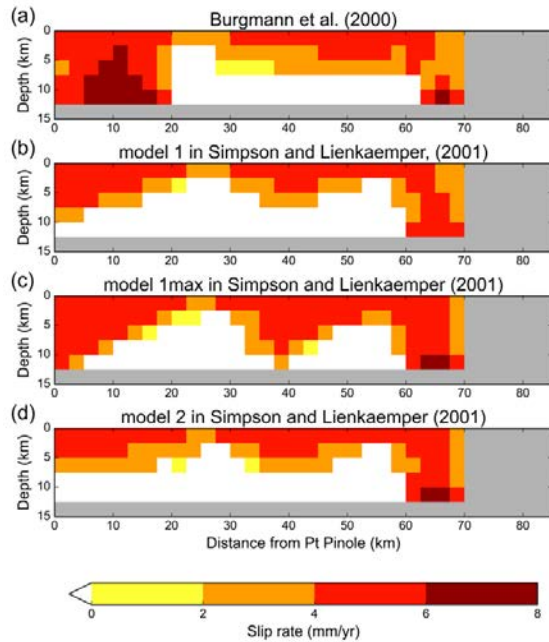 (a) Burgmann et al. (2000)
0
5
10
15
Depth (km)
0 10 20 30 40 50 60 70 80
(b) model 1 in Simpson and Lienkaemper, (2001)
0
5
10
15
Depth (km)
0 10 20 30 40 50 60 70 80
(c) model 1max in Simpson and Lienkaemper (2001)
0
5
10
15
Depth (km)
0 10 20 30 40 50 60 70 80
(d) model 2 in Simpson and Lienkaemper (2001)
0
5
10
15
Depth (km)
0 10 20 30 40 50 60 70 80
Distance from Pt Pinole (km)
0 2 4 6 8
Slip rate (mm/yr)